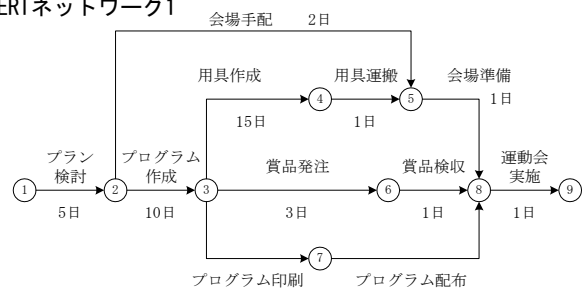 ERTネットワーク1
会場手配 2日
用具作成 用具運搬 会場準備
④ ⑤
15日 1日 1日
プラン プログラム 賞品発注 賞品検収 運動会
検討 作成 実施
① ② ③ ⑥ ⑧ ⑨
5日 10日 3日 1日 1日
⑦
プログラム印刷 プログラム配布